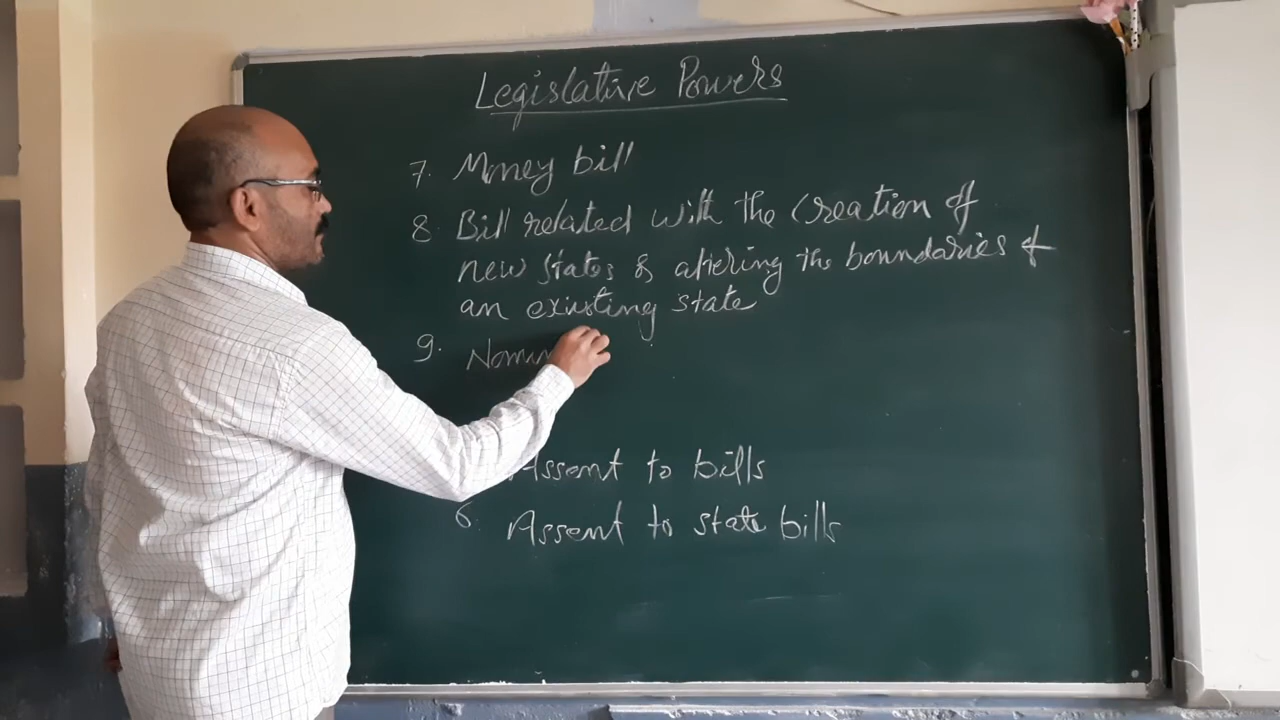 Legislative Powers
7. Money bill
8. Bill related with the Creation of
new states & altering the boundaries of
an existing state
9. Nomin
Assent to bills
6. Assent to state bills